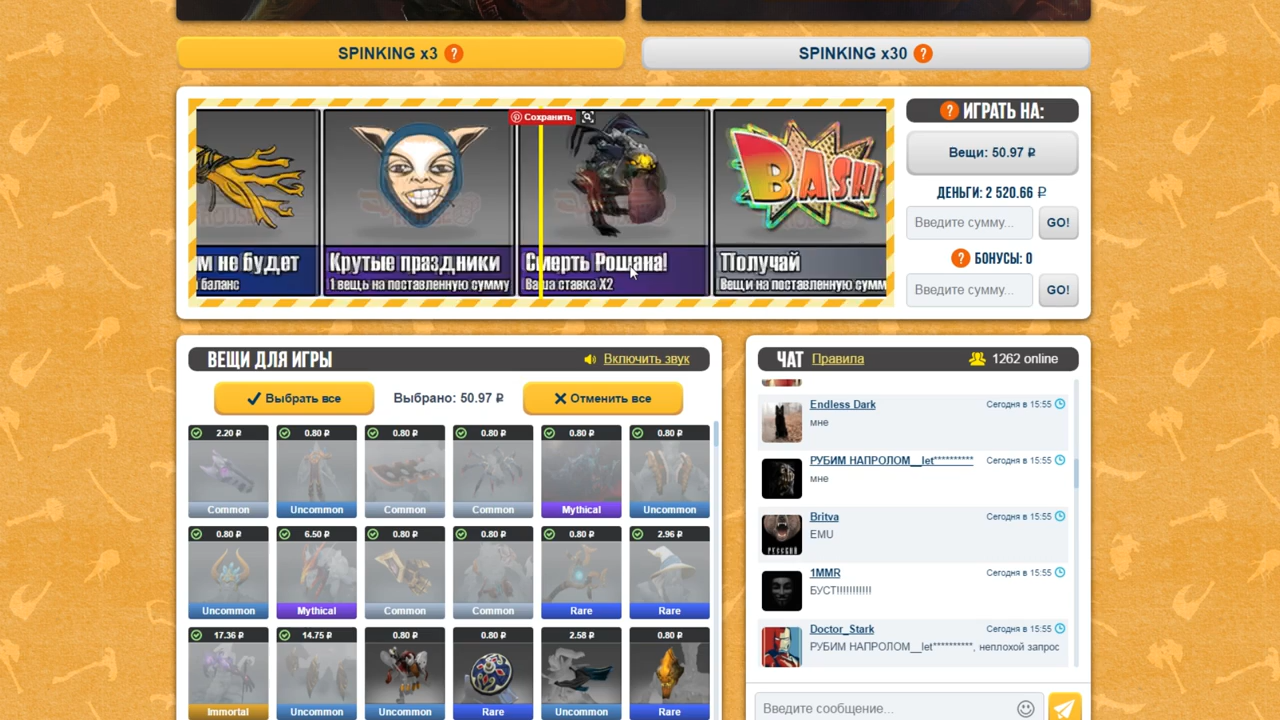 SPINKING x3 ?
SPINKING x30 ?
Сохранить
м не будет
баланс
Крутые праздники
1 вещь на поставленную сумму
Смерть Рошана!
Ваша ставка X2
BASH
Получай
Вещи на поставленную сумм
? ИГРАТЬ НА:
Вещи: 50.97 ₽
ДЕНЬГИ: 2 520.66 ₽
Введите сумму...
GO!
? БОНУСЫ: 0
Введите сумму...
GO!
ВЕЩИ ДЛЯ ИГРЫ
Включить звук
Выбрать все
Выбрано: 50.97 ₽
Отменить все
2.20 ₽
0.80 ₽
0.80 ₽
0.80 ₽
0.80 ₽
0.80 ₽
Common
Uncommon
Common
Common
Mythical
Uncommon
0.80 ₽
6.50 ₽
0.80 ₽
0.80 ₽
0.80 ₽
2.96 ₽
Uncommon
Mythical
Common
Common
Rare
Rare
17.36 ₽
14.75 ₽
0.80 ₽
0.80 ₽
2.58 ₽
0.80 ₽
Immortal
Uncommon
Uncommon
Rare
Uncommon
Rare
ЧАТ
Правила
1262 online
Endless Dark
Сегодня в 15:55
мне
РУБИМ НАПРОЛОМ__let**********
Сегодня в 15:55
мне
Britva
Сегодня в 15:55
EMU
1MMR
Сегодня в 15:55
БУСТ!!!!!!!!!!!
Doctor_Stark
Сегодня в 15:55
РУБИМ НАПРОЛОМ__let**********, неплохой запрос
Введите сообщение...